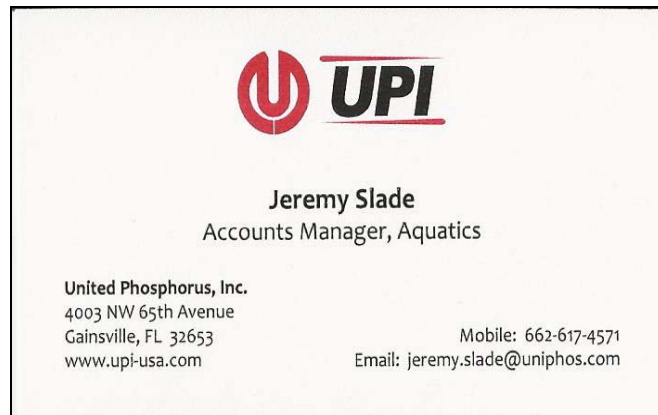 UPI
Jeremy Slade
Accounts Manager, Aquatics
United Phosphorus, Inc.
4003 NW 65th Avenue
Gainsville, FL 32653
www.upi-usa.com
Mobile: 662-617-4571
Email: jeremy.slade@uniphos.com